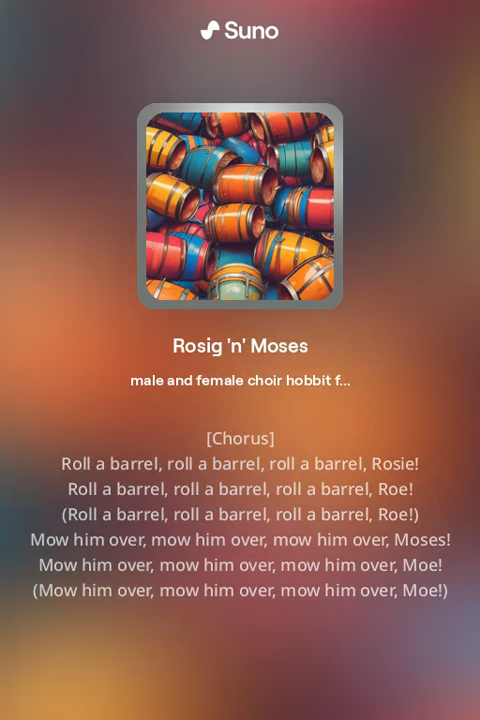 Suno
Rosig 'n' Moses
male and female choir hobbit f...
[Chorus]
Roll a barrel, roll a barrel, roll a barrel, Rosie!
Roll a barrel, roll a barrel, roll a barrel, Roe!
(Roll a barrel, roll a barrel, roll a barrel, Roe!)
Mow him over, mow him over, mow him over, Moses!
Mow him over, mow him over, mow him over, Moe!
(Mow him over, mow him over, mow him over, Moe!)